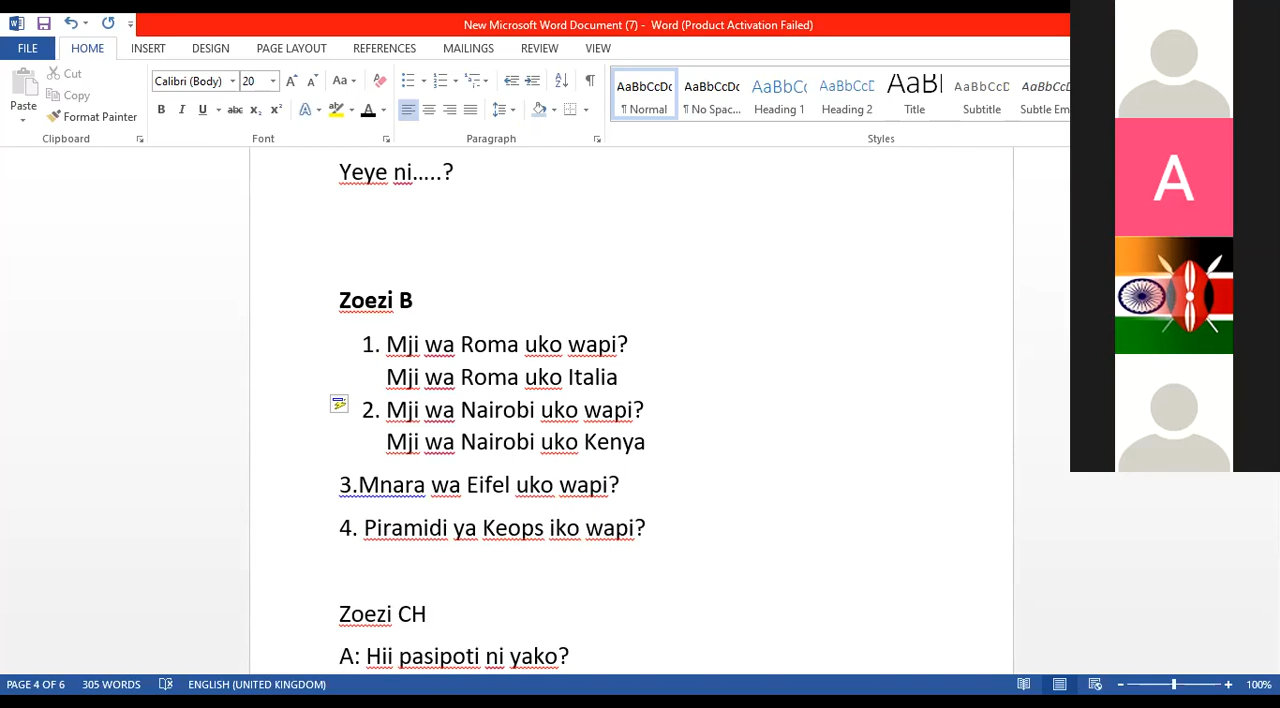 New Microsoft Word Document (7) - Word (Product Activation Failed)
FILE HOME INSERT DESIGN PAGE LAYOUT REFERENCES MAILINGS REVIEW VIEW
Paste
Cut
Copy
Format Painter
Clipboard
Calibri (Body) 20
Font
Paragraph
AaBbCcDc AaBbCcDc AaBbCc AaBbCcD AaBl AaBbCcD AaBbCcDc
¶ Normal ¶ No Spac... Heading 1 Heading 2 Title Subtitle Subtle Em
Styles
A
Yeye ni…..?
Zoezi B
1. Mji wa Roma uko wapi?
Mji wa Roma uko Italia
2. Mji wa Nairobi uko wapi?
Mji wa Nairobi uko Kenya
3.Mnara wa Eifel uko wapi?
4. Piramidi ya Keops iko wapi?
Zoezi CH
A: Hii pasipoti ni yako?
PAGE 4 OF 6 305 WORDS ENGLISH (UNITED KINGDOM) 100%